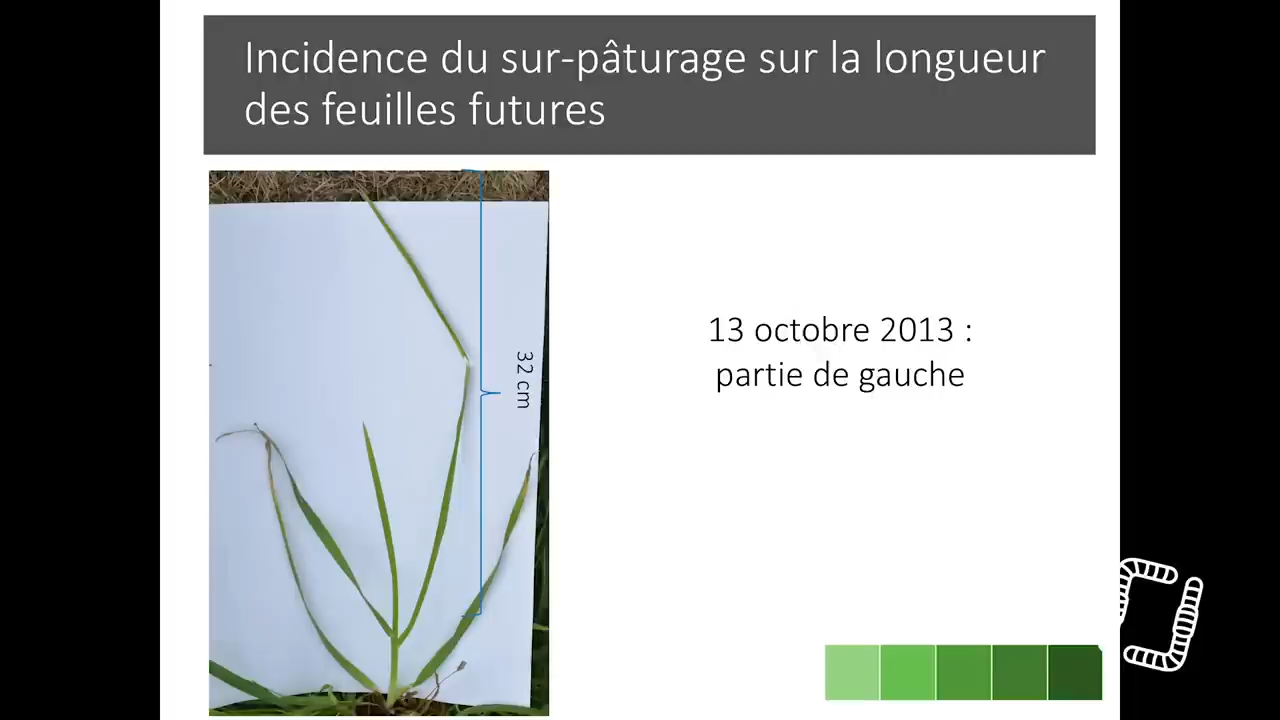 Incidence du sur-pâturage sur la longueur
des feuilles futures
32 cm
13 octobre 2013 :
partie de gauche